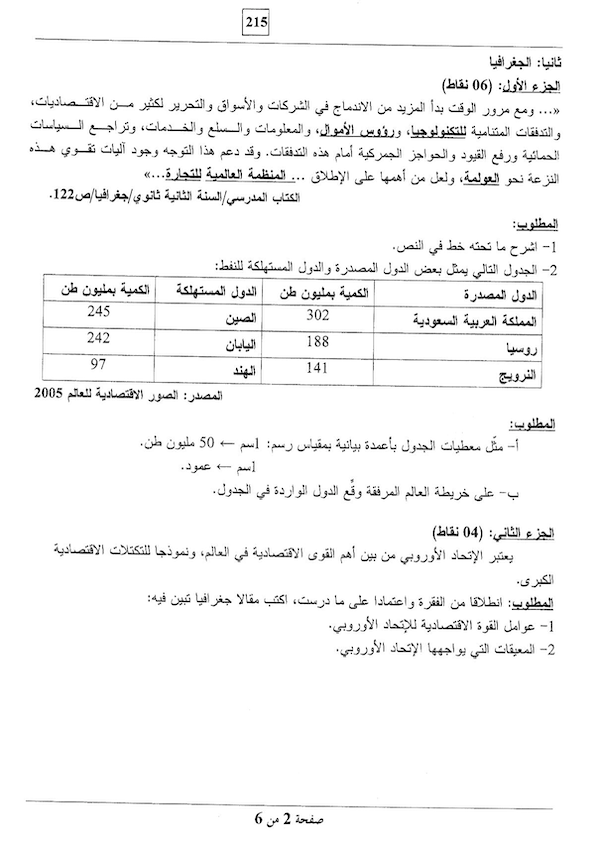 215
ثانيا: الجغرافيا
الجزء الأول: (06 نقاط)
«... ومع مرور الوقت بدأ المزيد من الاندماج في الشركات والأسواق والتحرير لكثير مـن الاقتـصاديات،
والتدفقات المتنامية للتكنولوجيا، ورؤوس الأموال، والمعلومات والـسلع والخـدمات، وتراجـع الـسياسات
الحمائية ورفع القيود والحواجز الجمركية أمام هذه التدفقات. وقد دعم هذا التوجه وجود آليات تقـوي هـذه
النزعة نحو العولمة، ولعل من أهمها على الإطلاق ... المنظمة العالمية للتجارة...»
الكتاب المدرسي/السنة الثانية ثانوي/جغرافيا/ص122.
المطلوب:
1- اشرح ما تحته خط في النص.
2- الجدول التالي يمثل بعض الدول المصدرة والدول المستهلكة للنفط:
الدول المصدرة الكمية بمليون طن الدول المستهلكة الكمية بمليون طن
المملكة العربية السعودية 302 الصين 245
روسيا 188 اليابان 242
النرويج 141 الهند 97
المصدر: الصور الاقتصادية للعالم 2005
المطلوب:
أ- مثّل معطيات الجدول بأعمدة بيانية بمقياس رسم: 1سم ← 50 مليون طن.
1سم ← عمود.
ب- على خريطة العالم المرفقة وقِّع الدول الواردة في الجدول.
الجزء الثاني: (04 نقاط)
يعتبر الإتحاد الأوروبي من بين أهم القوى الاقتصادية في العالم، ونموذجا للتكتلات الاقتصادية
الكبرى.
المطلوب: انطلاقا من الفقرة واعتمادا على ما درست، اكتب مقالا جغرافيا تبين فيه:
1- عوامل القوة الاقتصادية للإتحاد الأوروبي.
2- المعيقات التي يواجهها الإتحاد الأوروبي.
صفحة 2 من 6